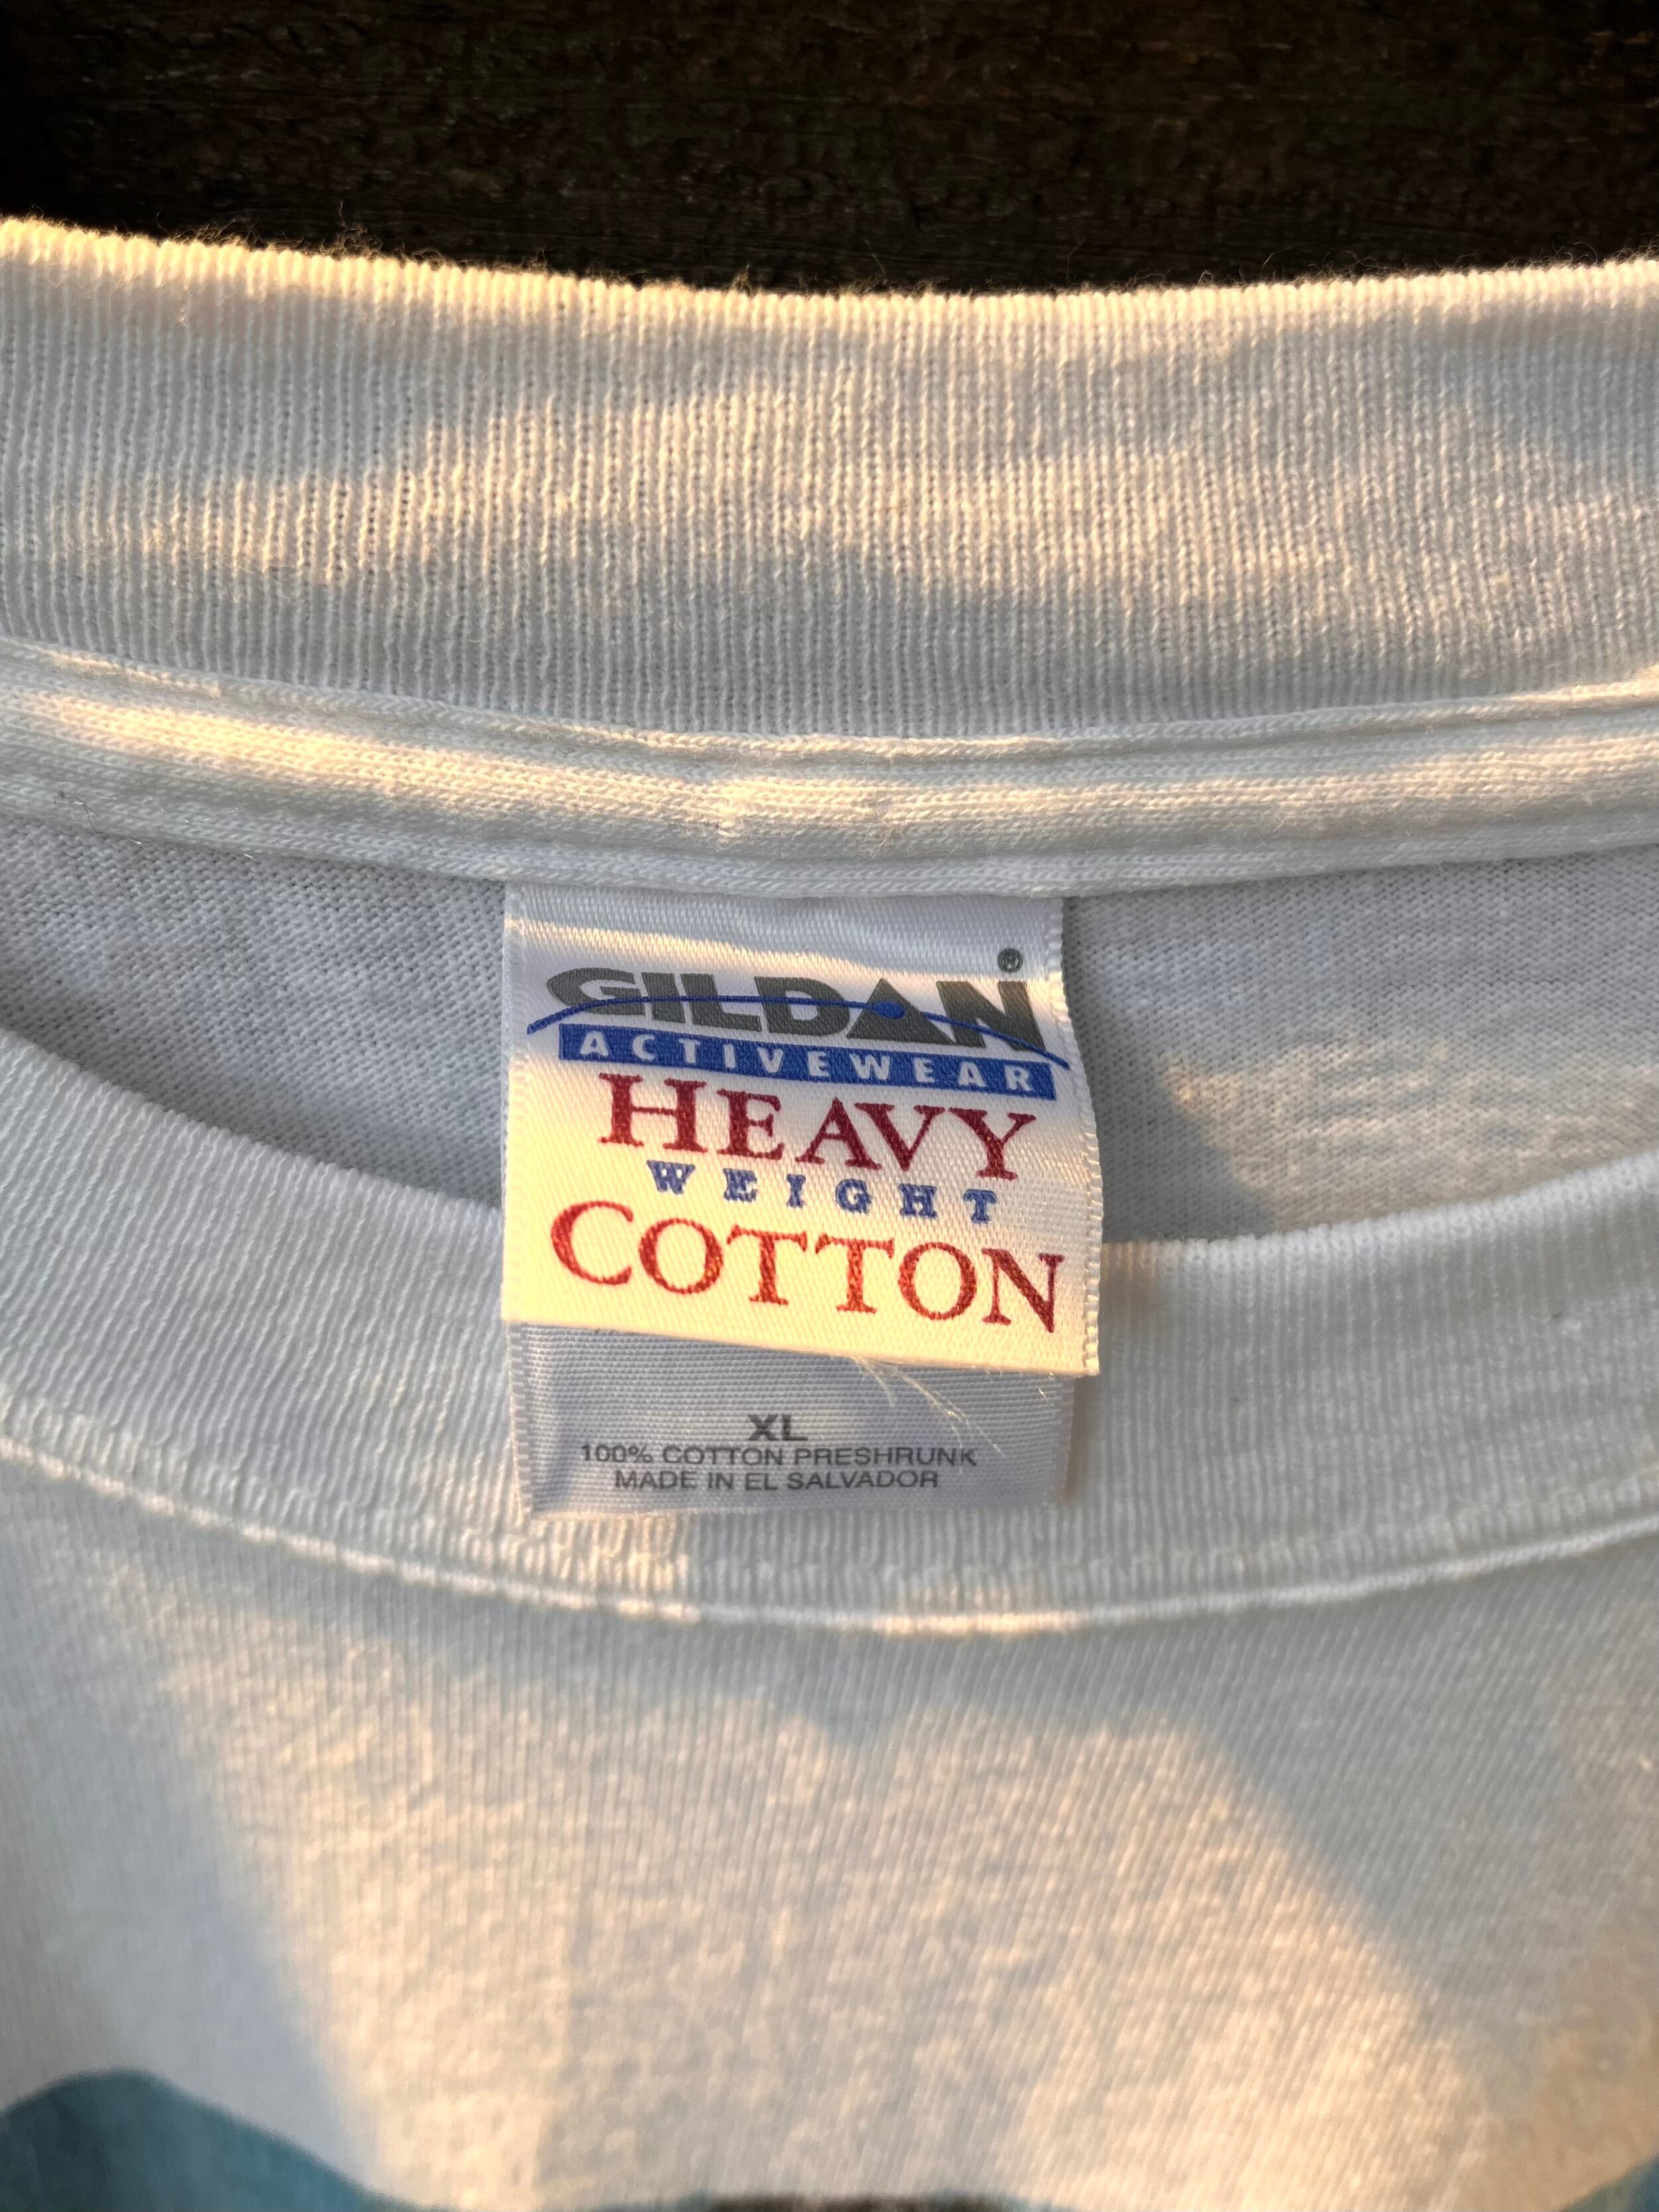 GILDAN®
ACTIVEWEAR
HEAVY
WEIGHT
COTTON
XL
100% COTTON PRESHRUNK
MADE IN EL SALVADOR